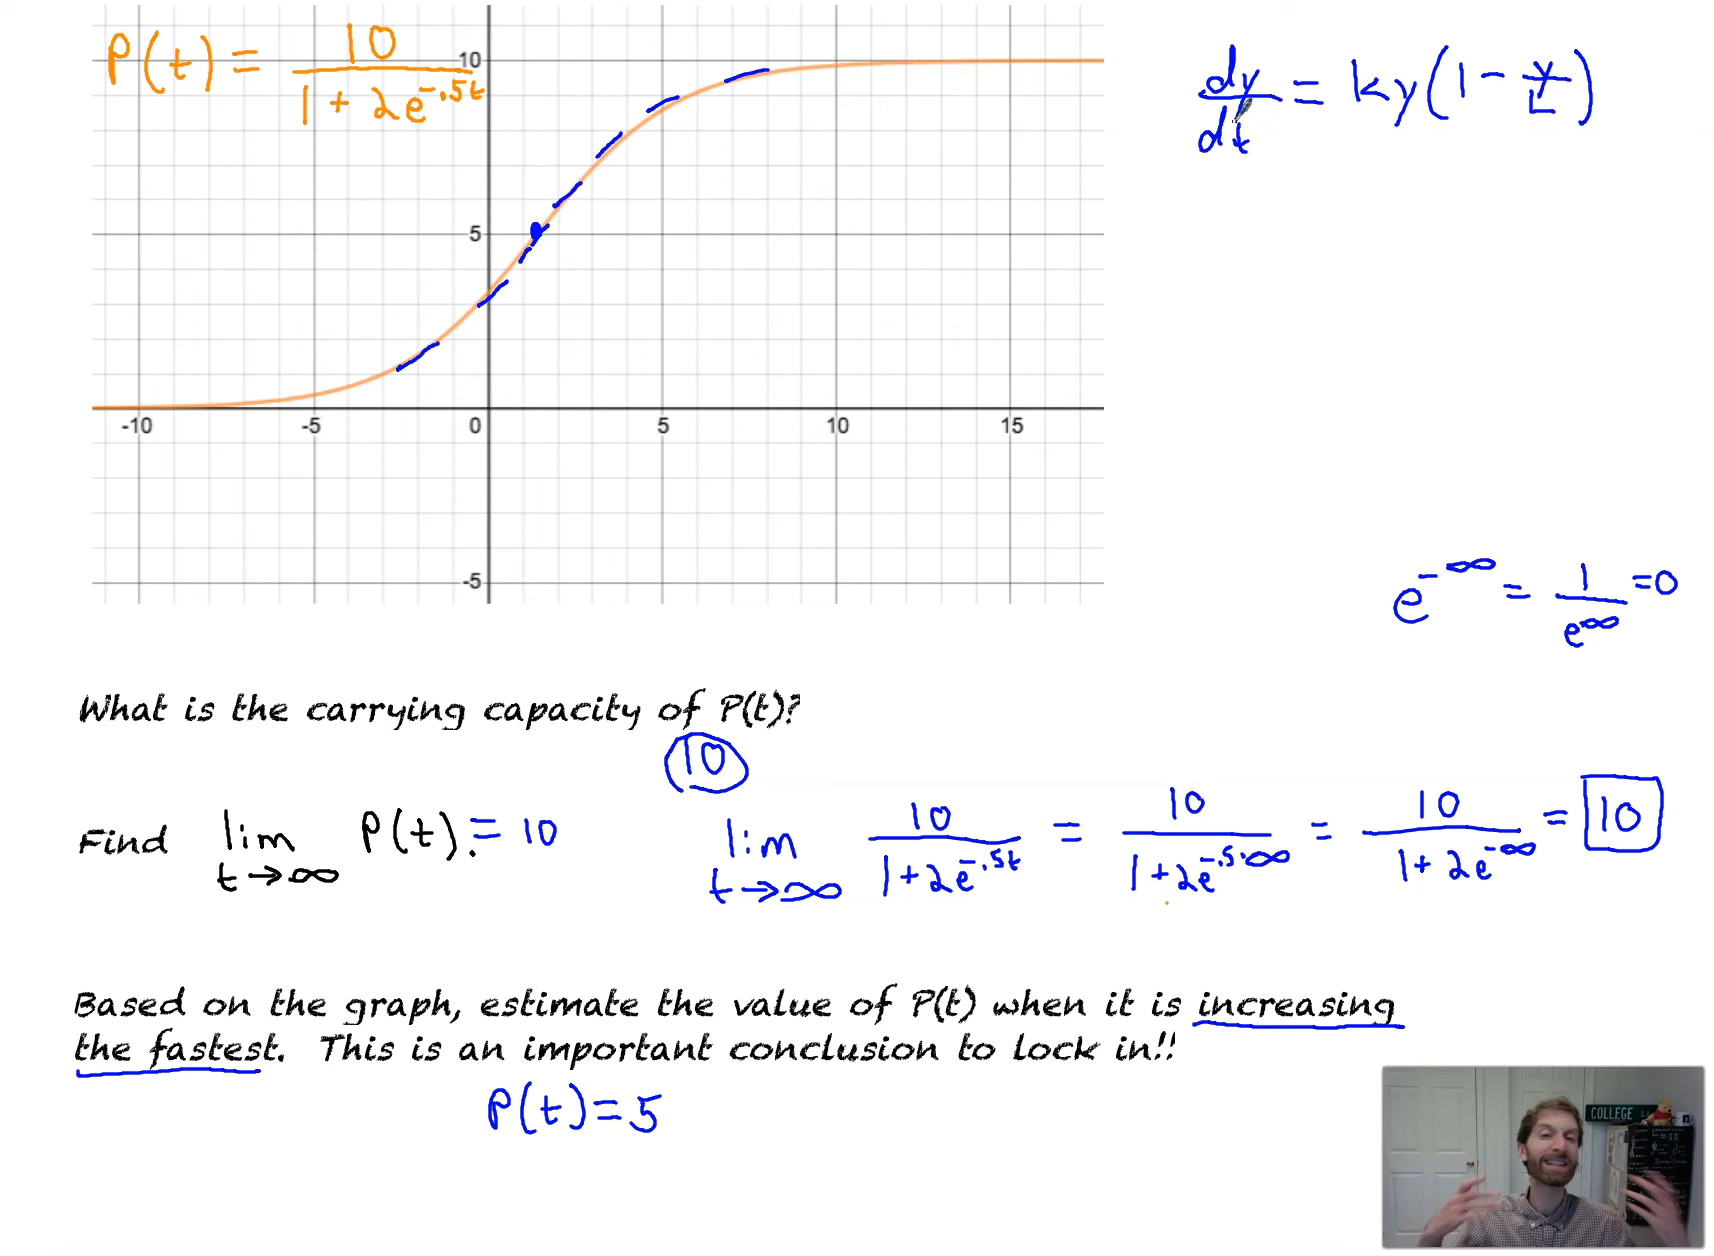 P(t) = 10 / (1 + 2e^-.5t)
dy/dt = ky(1 - y/L)
10
5
-10 -5 0 5 10 15
-5
e^-∞ = 1/e^∞ = 0
What is the carrying capacity of P(t)?
10
Find lim t→∞ P(t). = 10 lim t→∞ 10 / (1 + 2e^-.5t) = 10 / (1 + 2e^-.5·∞) = 10 / (1 + 2e^-∞) = 10
Based on the graph, estimate the value of P(t) when it is increasing
the fastest. This is an important conclusion to lock in!!
P(t) = 5
COLLEGE